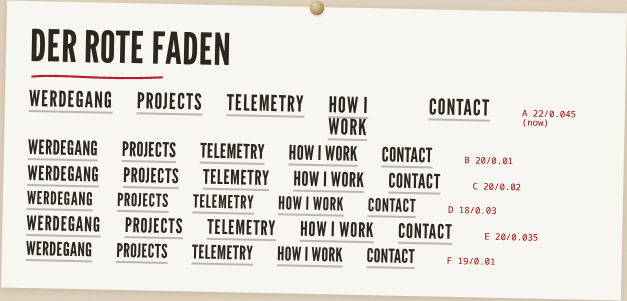 DER ROTE FADEN
WERDEGANG PROJECTS TELEMETRY HOW I WORK CONTACT A 22/0.045 (now)
WERDEGANG PROJECTS TELEMETRY HOW I WORK CONTACT B 20/0.01
WERDEGANG PROJECTS TELEMETRY HOW I WORK CONTACT C 20/0.02
WERDEGANG PROJECTS TELEMETRY HOW I WORK CONTACT D 18/0.03
WERDEGANG PROJECTS TELEMETRY HOW I WORK CONTACT E 20/0.035
WERDEGANG PROJECTS TELEMETRY HOW I WORK CONTACT F 19/0.01